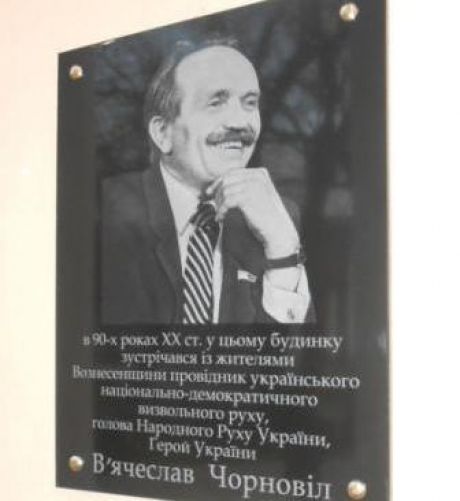 в 90-х роках ХХ ст. у цьому будинку
зустрічався із жителями
Вознесенщини провідник українського
національно-демократичного
визвольного руху,
голова Народного Руху України,
Герой України
В'ячеслав Чорновіл